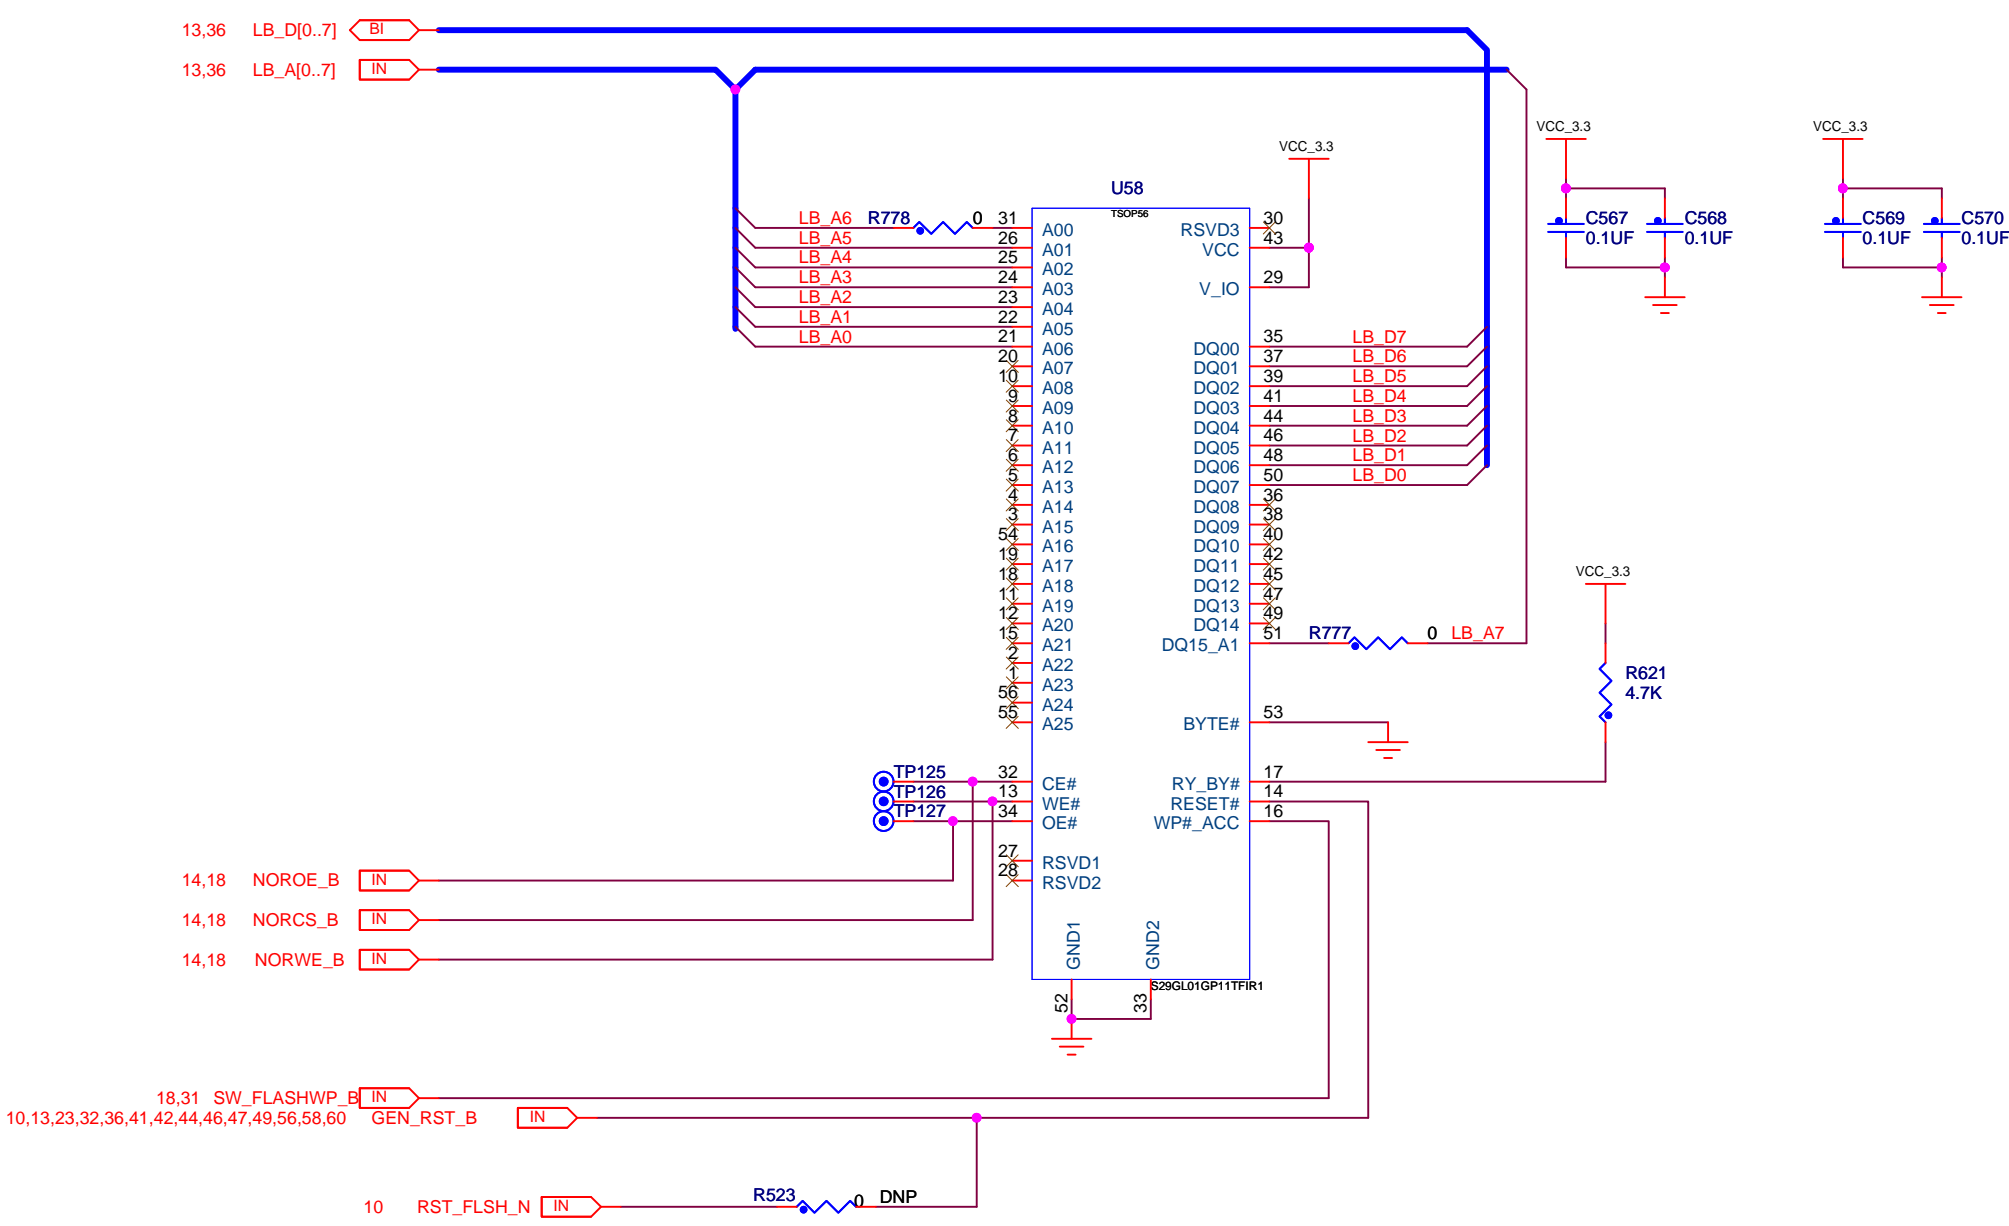 13,36 LB_D[0..7] BI
13,36 LB_A[0..7] IN
VCC_3.3 VCC_3.3
VCC_3.3
U58
TSOP56
LB_A6 R778 0 31 A00 RSVD3 30 C567 C568 C569 C570
LB_A5 26 A01 VCC 43 0.1UF 0.1UF 0.1UF 0.1UF
LB_A4 25 A02
LB_A3 24 A03 V_IO 29
LB_A2 23 A04
LB_A1 22 A05
LB_A0 21 A06 DQ00 35 LB_D7
20 A07 DQ01 37 LB_D6
10 A08 DQ02 39 LB_D5
9 A09 DQ03 41 LB_D4
8 A10 DQ04 44 LB_D3
7 A11 DQ05 46 LB_D2
6 A12 DQ06 48 LB_D1
5 A13 DQ07 50 LB_D0
4 A14 DQ08 36
3 A15 DQ09 38
54 A16 DQ10 40
19 A17 DQ11 42
18 A18 DQ12 45 VCC_3.3
11 A19 DQ13 47
12 A20 DQ14 49
15 A21 DQ15_A1 51 R777 0 LB_A7
2 A22
1 A23 R621
56 A24 4.7K
55 A25 BYTE# 53
TP125 32 CE# RY_BY# 17
TP126 13 WE# RESET# 14
TP127 34 OE# WP#_ACC 16
27 RSVD1
14,18 NOROE_B IN 28 RSVD2
14,18 NORCS_B IN
GND1 GND2
14,18 NORWE_B IN
S29GL01GP11TFIR1
52 33
18,31 SW_FLASHWP_B IN
10,13,23,32,36,41,42,44,46,47,49,56,58,60 GEN_RST_B IN
10 RST_FLSH_N IN R523 0 DNP